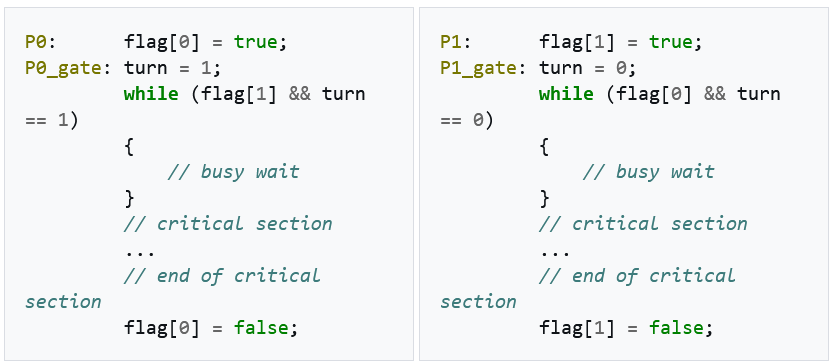 P0:      flag[0] = true;
P0_gate: turn = 1;
         while (flag[1] && turn
== 1)
         {
             // busy wait
         }
         // critical section
         ...
         // end of critical
section
         flag[0] = false;
P1:      flag[1] = true;
P1_gate: turn = 0;
         while (flag[0] && turn
== 0)
         {
             // busy wait
         }
         // critical section
         ...
         // end of critical
section
         flag[1] = false;